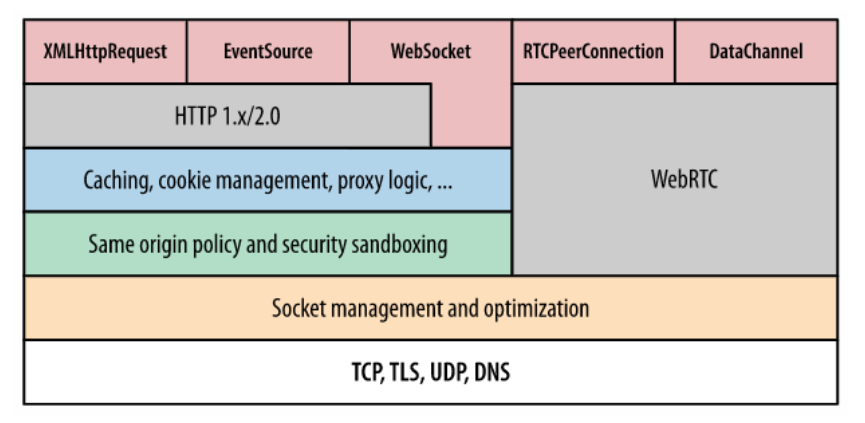 XMLHttpRequest
EventSource
WebSocket
RTCPeerConnection
DataChannel
HTTP 1.x/2.0
Caching, cookie management, proxy logic, ...
WebRTC
Same origin policy and security sandboxing
Socket management and optimization
TCP, TLS, UDP, DNS